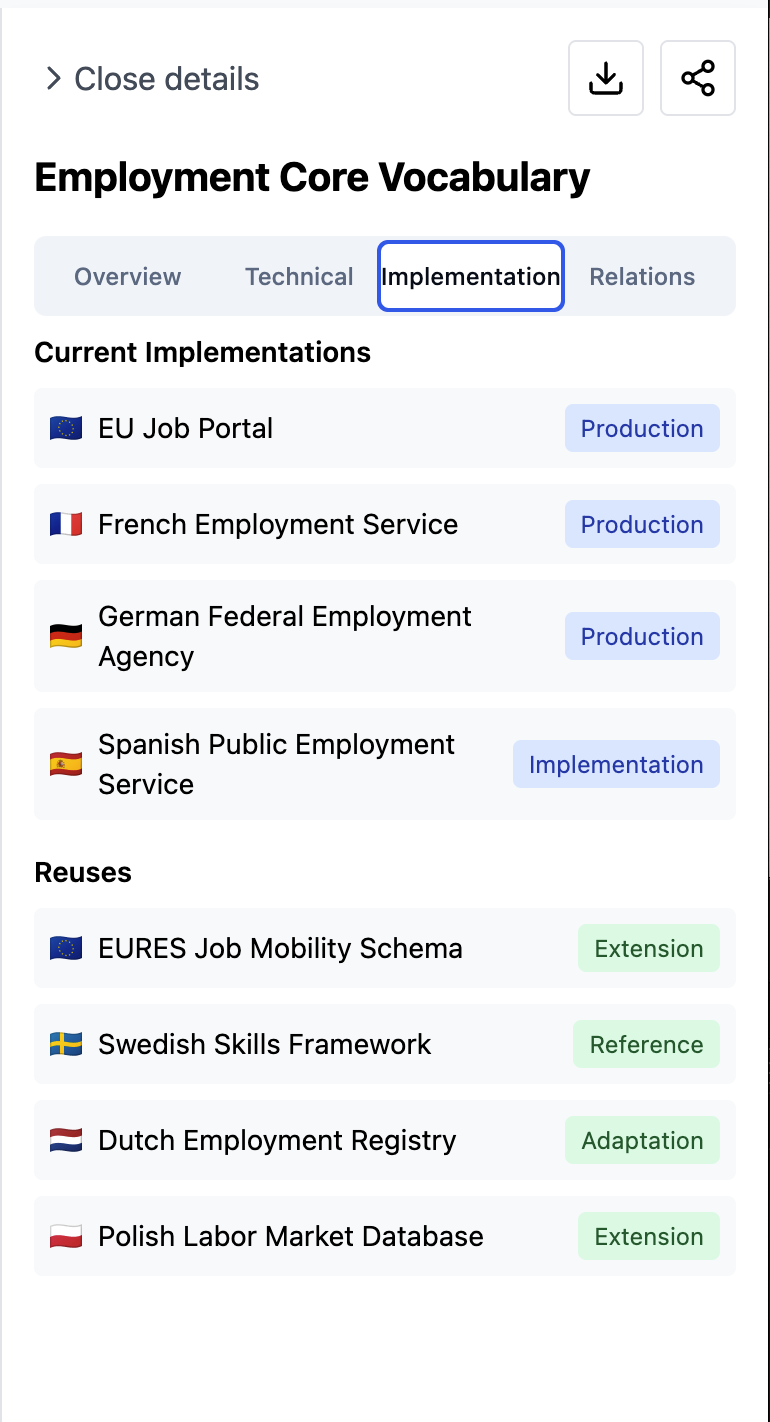 Close details
Employment Core Vocabulary
Overview Technical Implementation Relations
Current Implementations
EU Job Portal Production
French Employment Service Production
German Federal Employment
Agency
Production
Spanish Public Employment
Service
Implementation
Reuses
EURES Job Mobility Schema Extension
Swedish Skills Framework Reference
Dutch Employment Registry Adaptation
Polish Labor Market Database Extension